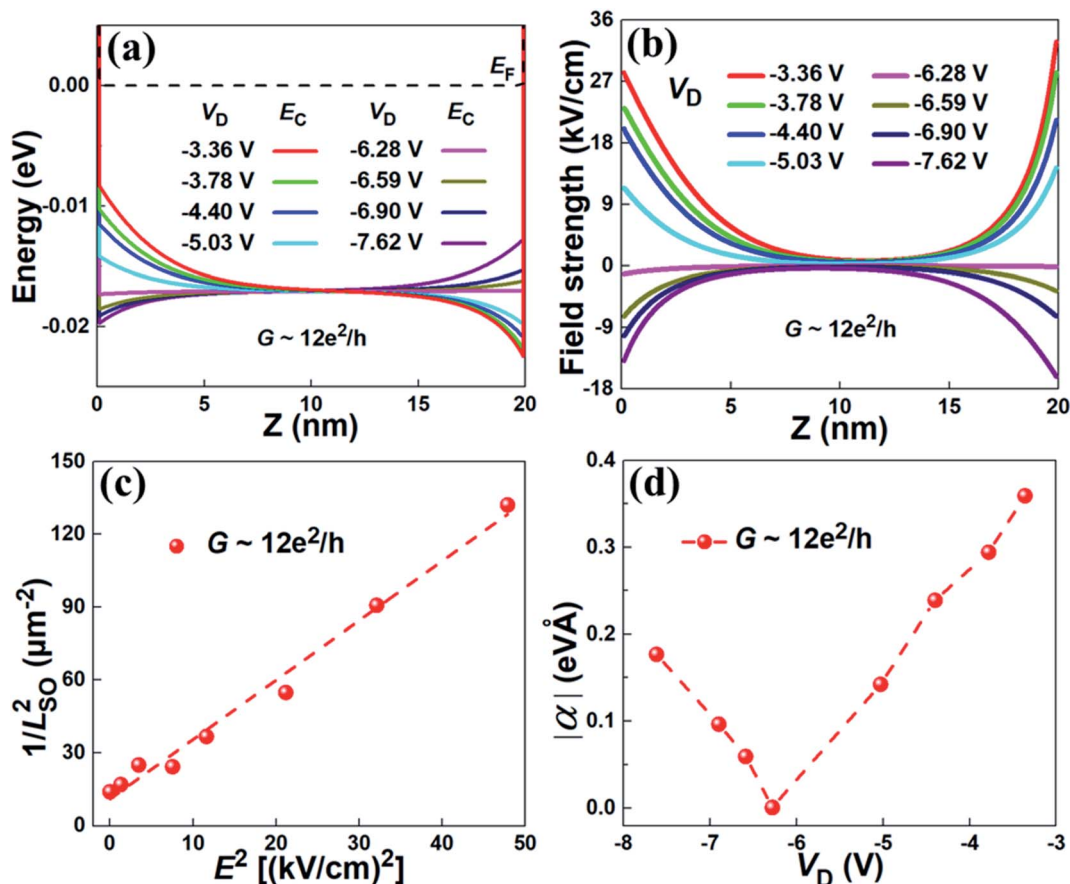 (a)
E_F
V_D E_C V_D E_C
-3.36 V -6.28 V
-3.78 V -6.59 V
-4.40 V -6.90 V
-5.03 V -7.62 V
G ~ 12e²/h
0.00
-0.01
-0.02
Energy (eV)
0 5 10 15 20
Z (nm)
(b)
V_D
-3.36 V -6.28 V
-3.78 V -6.59 V
-4.40 V -6.90 V
-5.03 V -7.62 V
G ~ 12e²/h
36
27
18
9
0
-9
-18
Field strength (kV/cm)
0 5 10 15 20
Z (nm)
(c)
G ~ 12e²/h
150
120
90
60
30
0
1/L²_SO (μm⁻²)
0 10 20 30 40 50
E² [(kV/cm)²]
(d)
G ~ 12e²/h
0.4
0.3
0.2
0.1
0.0
|α| (eVÅ)
-8 -7 -6 -5 -4 -3
V_D (V)